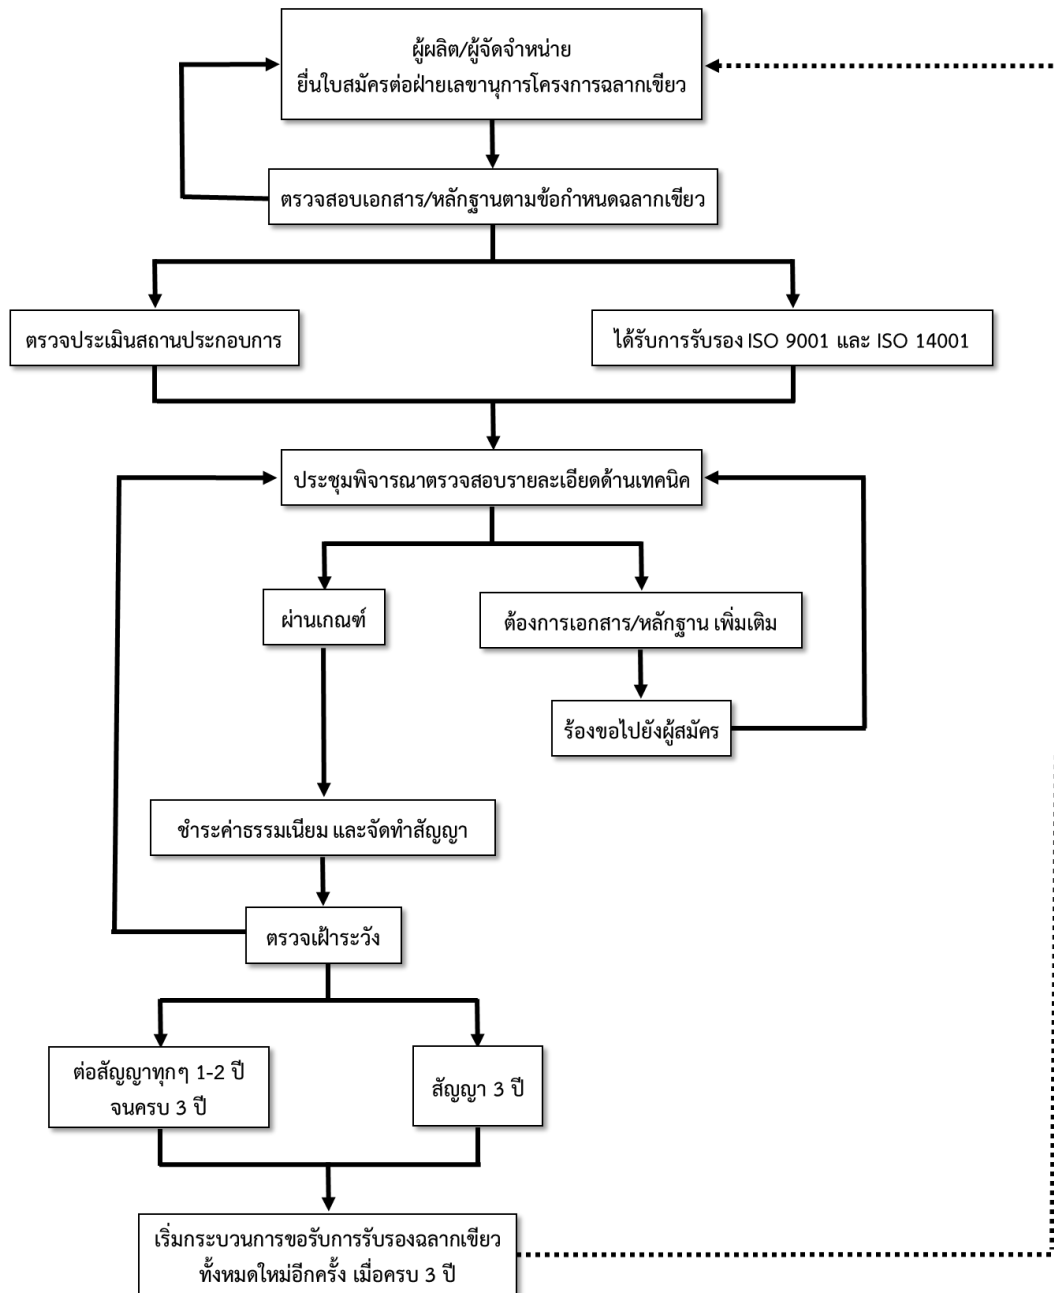 ผู้ผลิต/ผู้จัดจำหน่าย
ยื่นใบสมัครต่อฝ่ายเลขานุการโครงการฉลากเขียว
ตรวจสอบเอกสาร/หลักฐานตามข้อกำหนดฉลากเขียว
ตรวจประเมินสถานประกอบการ
ได้รับการรับรอง ISO 9001 และ ISO 14001
ประชุมพิจารณาตรวจสอบรายละเอียดด้านเทคนิค
ผ่านเกณฑ์
ต้องการเอกสาร/หลักฐาน เพิ่มเติม
ร้องขอไปยังผู้สมัคร
ชำระค่าธรรมเนียม และจัดทำสัญญา
ตรวจเฝ้าระวัง
ต่อสัญญาทุกๆ 1-2 ปี
จนครบ 3 ปี
สัญญา 3 ปี
เริ่มกระบวนการขอรับการรับรองฉลากเขียว
ทั้งหมดใหม่อีกครั้ง เมื่อครบ 3 ปี